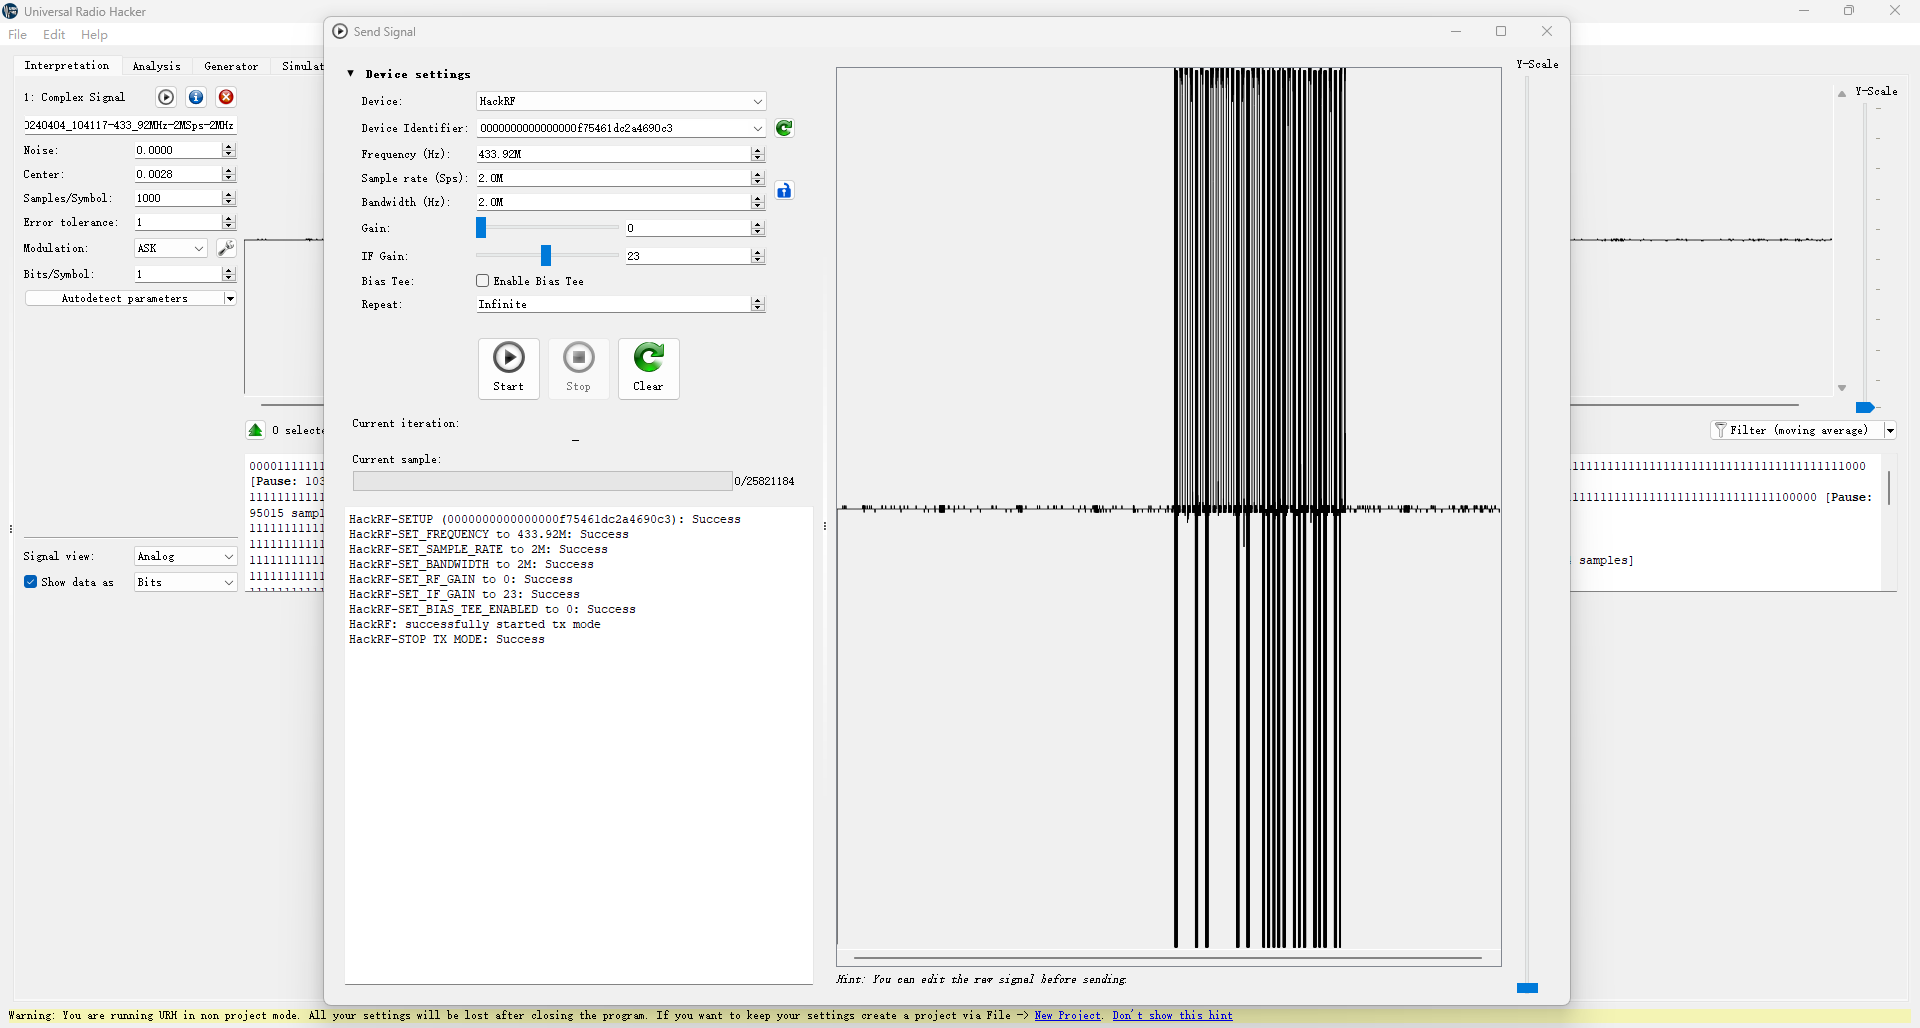 Universal Radio Hacker
File Edit Help
Interpretation Analysis Generator Simulat
1: Complex Signal
0240404_104117-433_92MHz-2MSps-2MHz
Noise: 0.0000
Center: 0.0028
Samples/Symbol: 1000
Error tolerance: 1
Modulation: ASK
Bits/Symbol: 1
Autodetect parameters
Signal view: Analog
Show data as Bits
0 selecte
00001111111
[Pause: 103
11111111111
95015 sampl
11111111111
11111111111
11111111111
11111111111
Send Signal
Device settings
Device: HackRF
Device Identifier: 0000000000000000f75461dc2a4690c3
Frequency (Hz): 433.92M
Sample rate (Sps): 2.0M
Bandwidth (Hz): 2.0M
Gain: 0
IF Gain: 23
Bias Tee: Enable Bias Tee
Repeat: Infinite
Start Stop Clear
Current iteration:
–
Current sample:
0/25821184
HackRF-SETUP (0000000000000000f75461dc2a4690c3): Success
HackRF-SET_FREQUENCY to 433.92M: Success
HackRF-SET_SAMPLE_RATE to 2M: Success
HackRF-SET_BANDWIDTH to 2M: Success
HackRF-SET_RF_GAIN to 0: Success
HackRF-SET_IF_GAIN to 23: Success
HackRF-SET_BIAS_TEE_ENABLED to 0: Success
HackRF: successfully started tx mode
HackRF-STOP TX MODE: Success
Y-Scale
Hint: You can edit the raw signal before sending.
Y-Scale
Filter (moving average)
[Pause:
samples]
Warning: You are running URH in non project mode. All your settings will be lost after closing the program. If you want to keep your settings create a project via File -> New Project. Don't show this hint